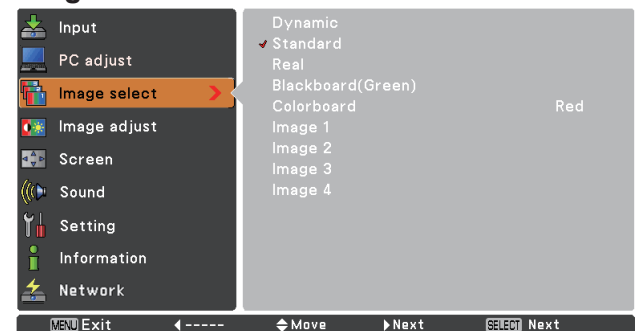 Input
PC adjust
Image select
Image adjust
Screen
Sound
Setting
Information
Network
Dynamic
Standard
Real
Blackboard(Green)
Colorboard Red
Image 1
Image 2
Image 3
Image 4
MENU Exit ----- Move Next SELECT Next